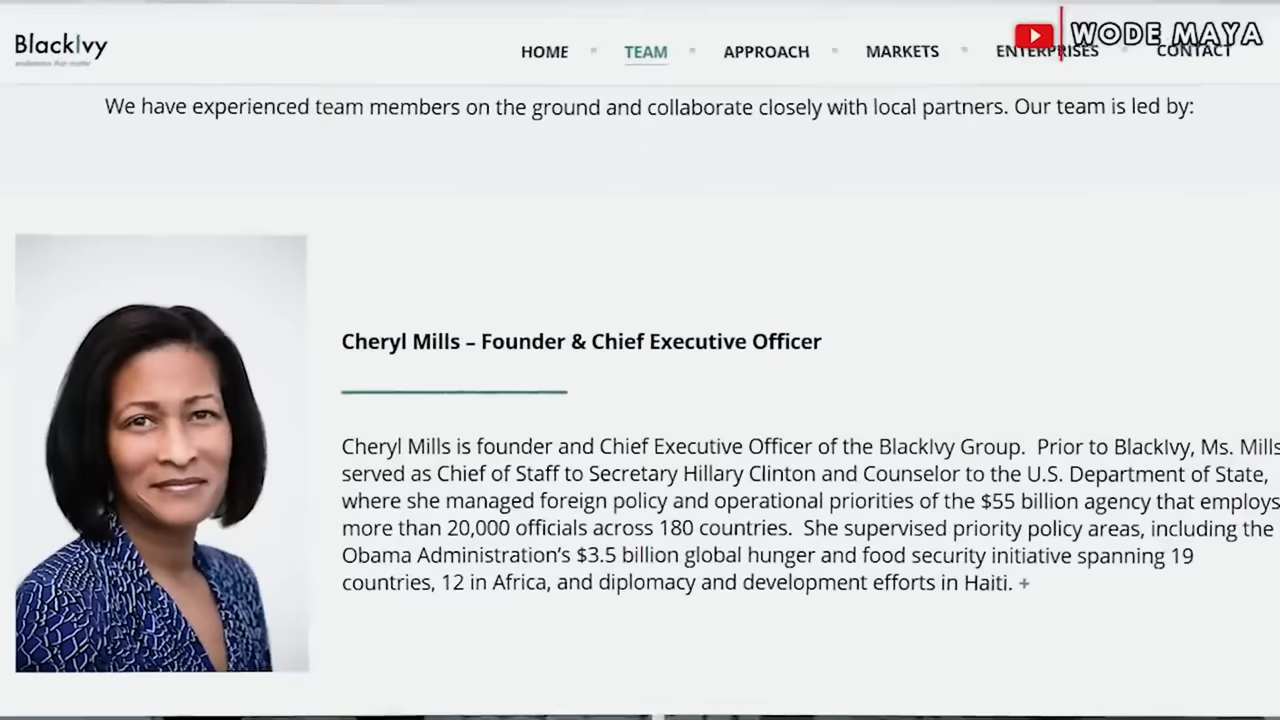 BlackIvy
HOME
TEAM
APPROACH
MARKETS
ENTERPRISES
CONTACT
WODE MAYA
We have experienced team members on the ground and collaborate closely with local partners. Our team is led by:
Cheryl Mills – Founder & Chief Executive Officer
Cheryl Mills is founder and Chief Executive Officer of the BlackIvy Group. Prior to BlackIvy, Ms. Mills
served as Chief of Staff to Secretary Hillary Clinton and Counselor to the U.S. Department of State,
where she managed foreign policy and operational priorities of the $55 billion agency that employs
more than 20,000 officials across 180 countries. She supervised priority policy areas, including the
Obama Administration's $3.5 billion global hunger and food security initiative spanning 19
countries, 12 in Africa, and diplomacy and development efforts in Haiti. +